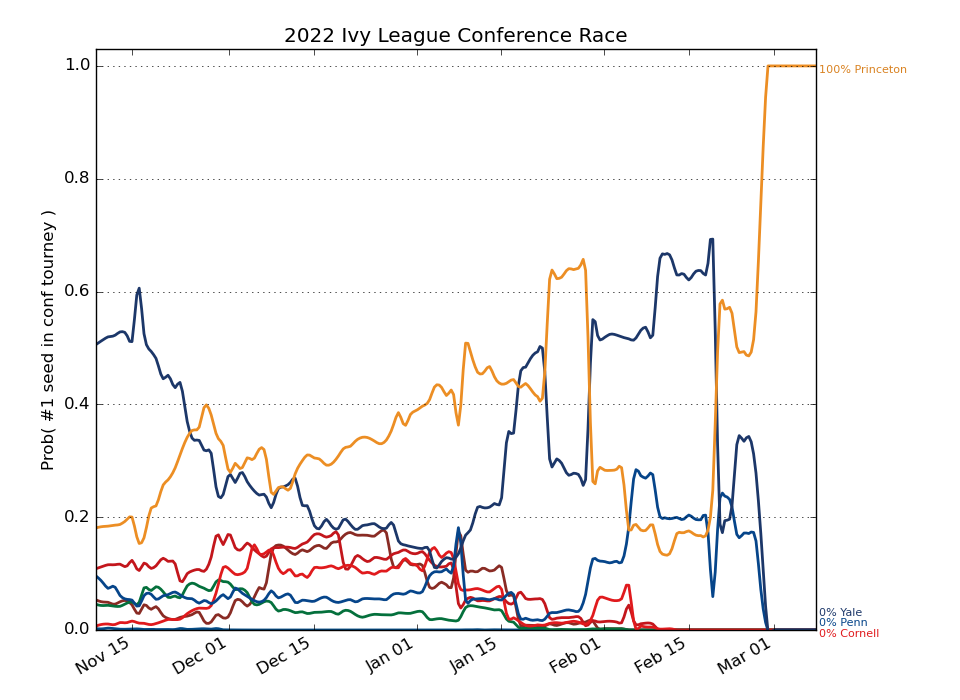 2022 Ivy League Conference Race
Prob( #1 seed in conf tourney )
1.0
0.8
0.6
0.4
0.2
0.0
100% Princeton
0% Yale
0% Penn
0% Cornell
Nov 15
Dec 01
Dec 15
Jan 01
Jan 15
Feb 01
Feb 15
Mar 01